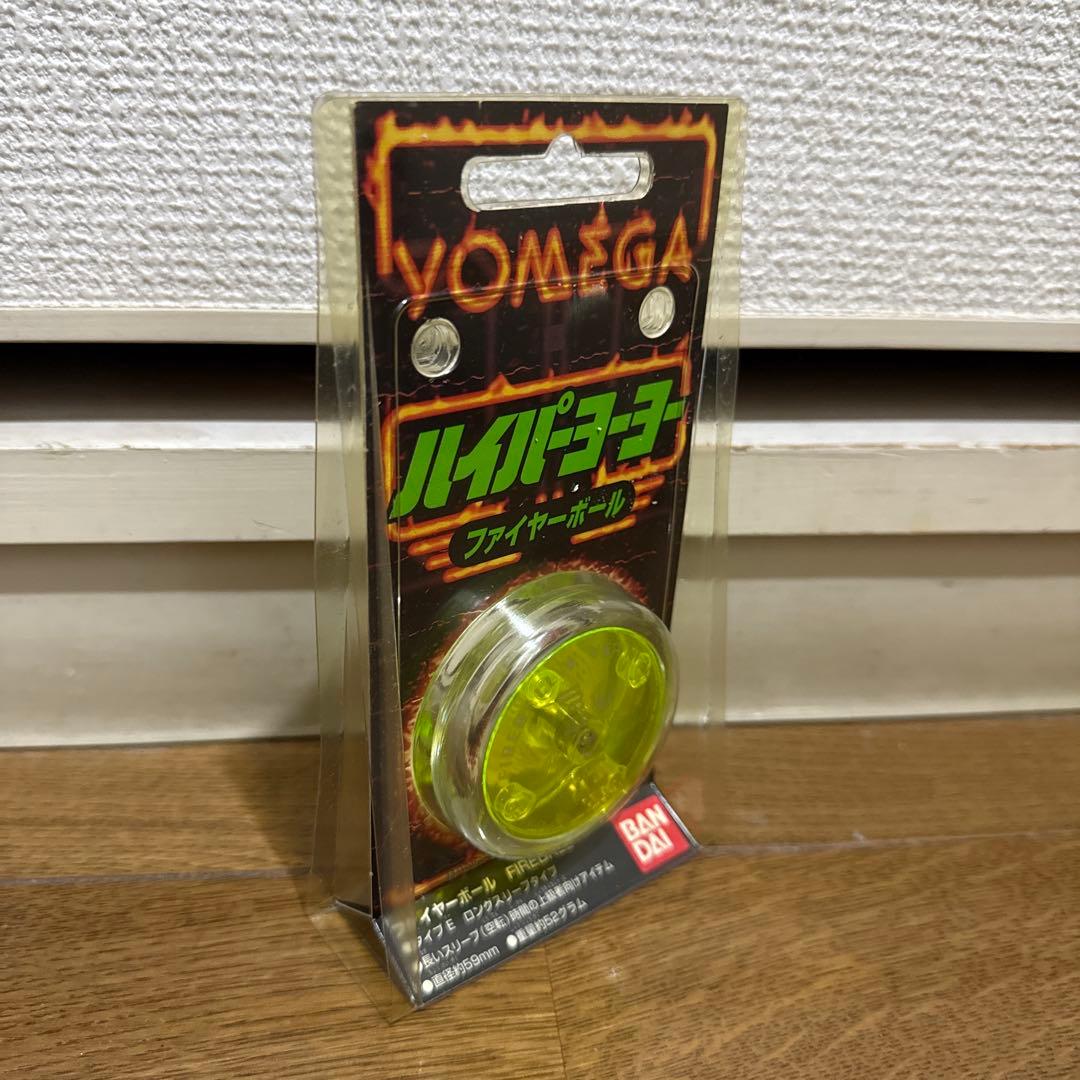 YOMEGA
ハイパーヨーヨー
ファイヤーボール
BAN
DAI
イヤーボール
イプE ロングスリープタイプ
長いスリープ(空転)時間の上級者向けアイテム
●直径約59mm ●重量約52グラム